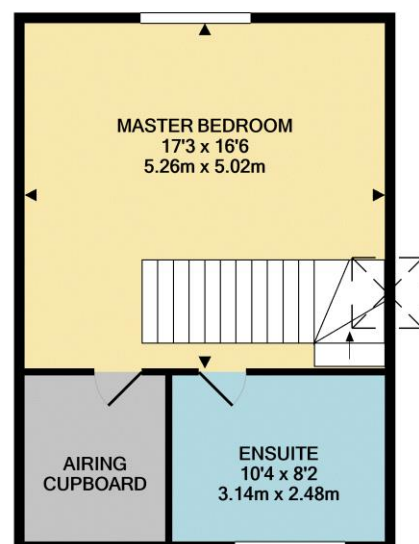 MASTER BEDROOM
17'3 x 16'6
5.26m x 5.02m
AIRING
CUPBOARD
ENSUITE
10'4 x 8'2
3.14m x 2.48m